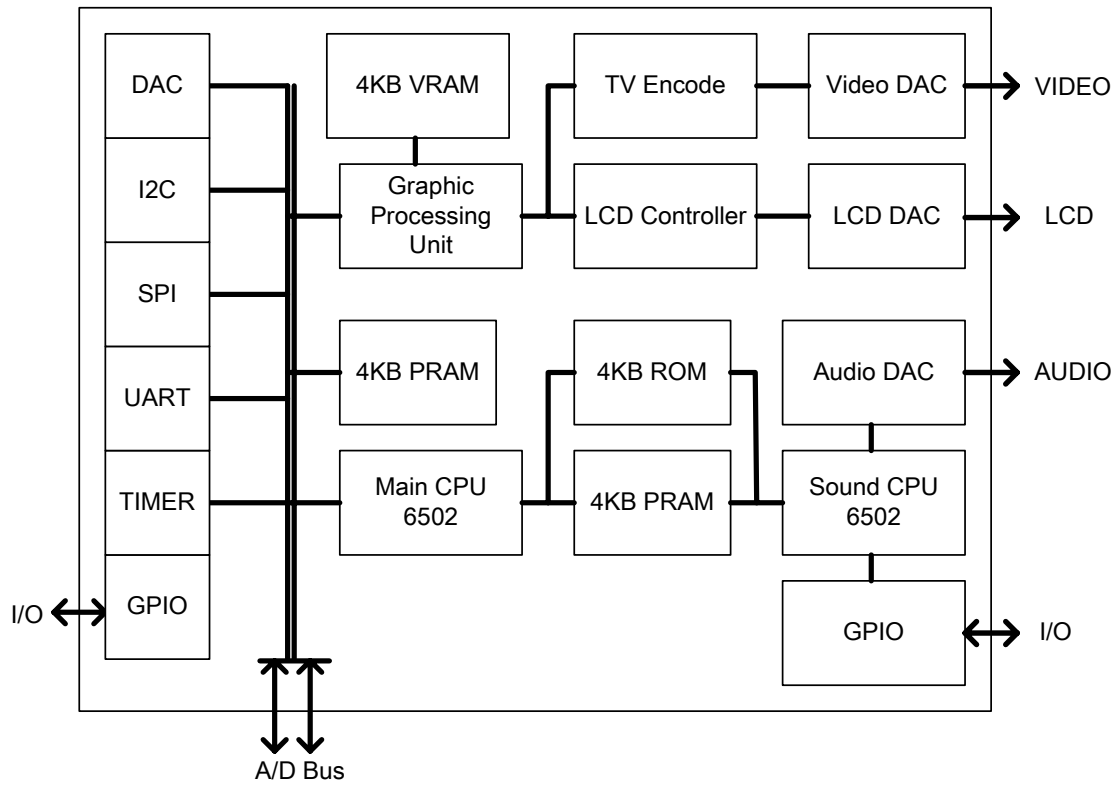 DAC
4KB VRAM
TV Encode
Video DAC
VIDEO
I2C
Graphic
Processing
Unit
LCD Controller
LCD DAC
LCD
SPI
4KB PRAM
4KB ROM
Audio DAC
AUDIO
UART
TIMER
Main CPU
6502
4KB PRAM
Sound CPU
6502
I/O
GPIO
GPIO
I/O
A/D Bus